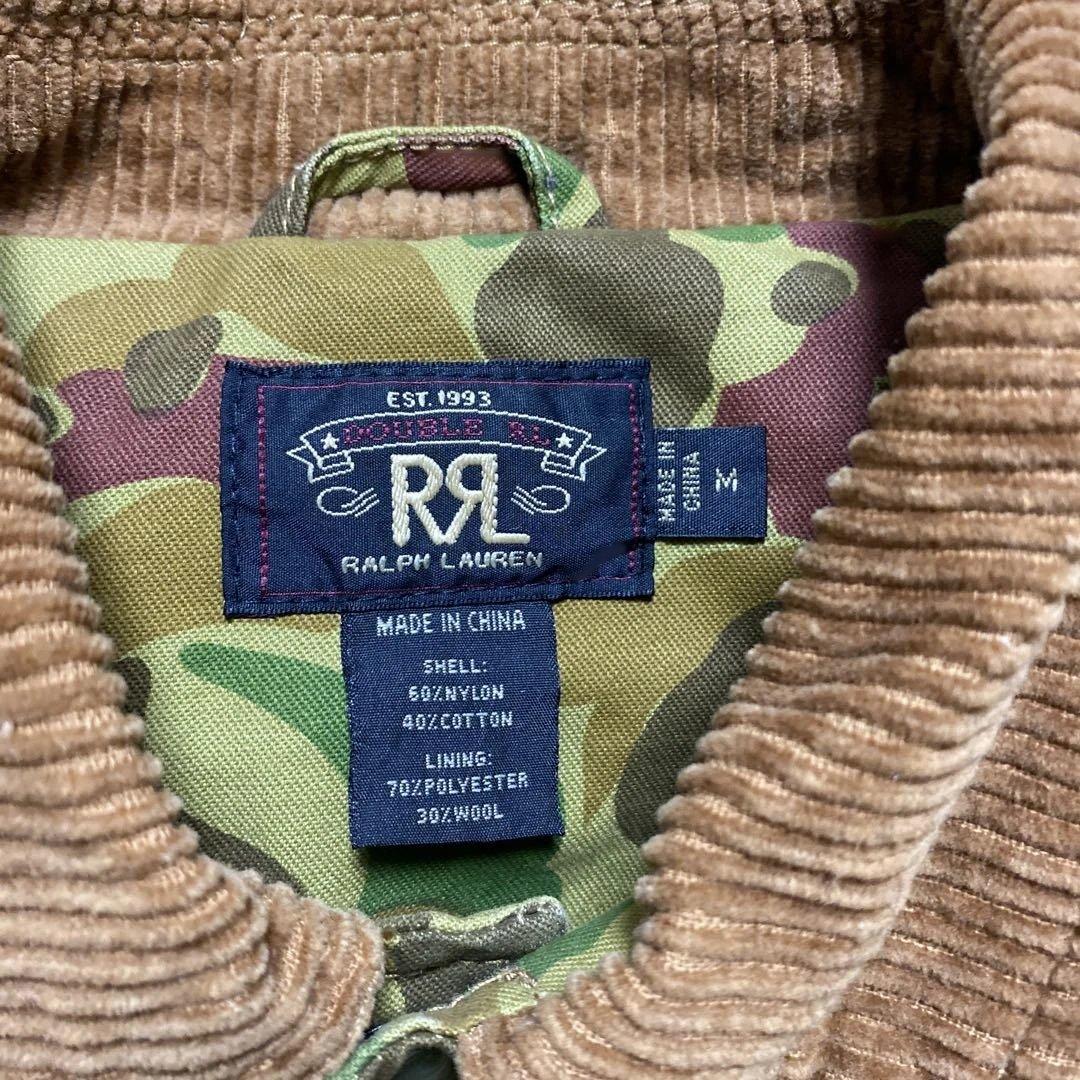 EST. 1993
DOUBLE RL
RRL
RALPH LAUREN
MADE IN
CHINA
M
MADE IN CHINA
SHELL:
60%NYLON
40%COTTON
LINING:
70%POLYESTER
30%WOOL